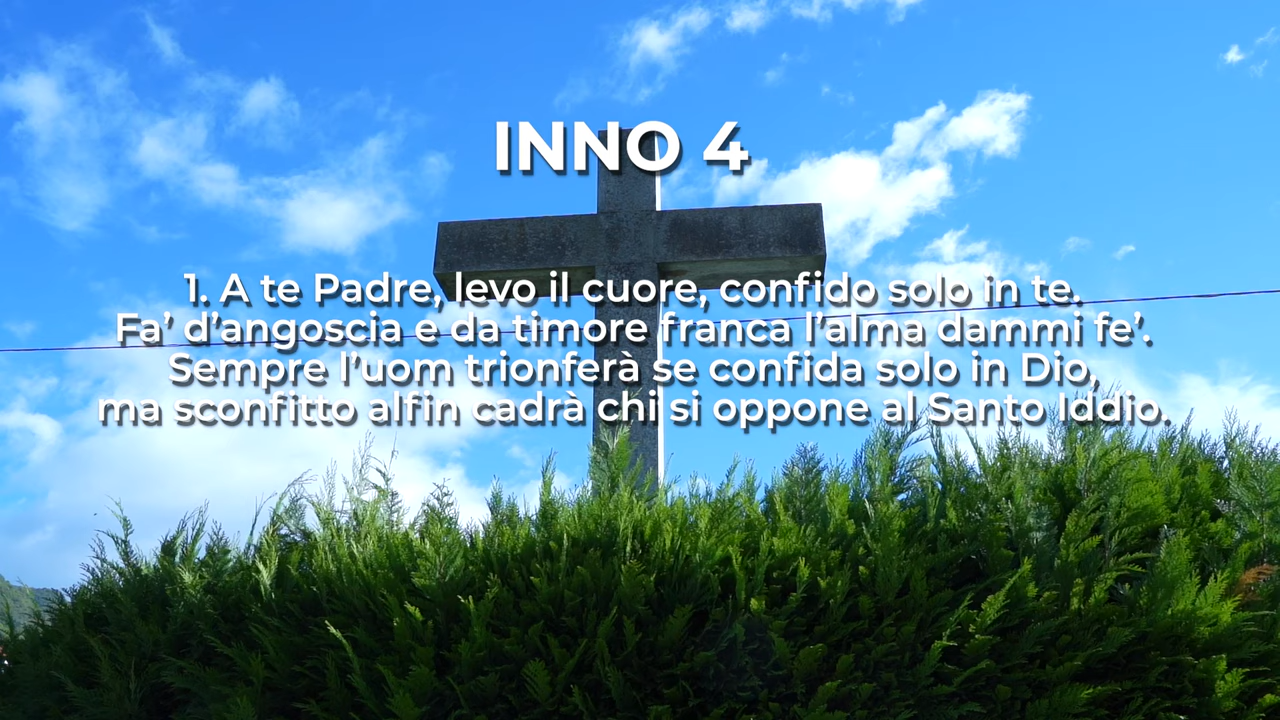 INNO 4
1. A te Padre, levo il cuore, confido solo in te.
Fa’ d’angoscia e da timore franca l’alma dammi fe’.
Sempre l’uom trionferà se confida solo in Dio,
ma sconfitto alfin cadrà chi si oppone al Santo Iddio.